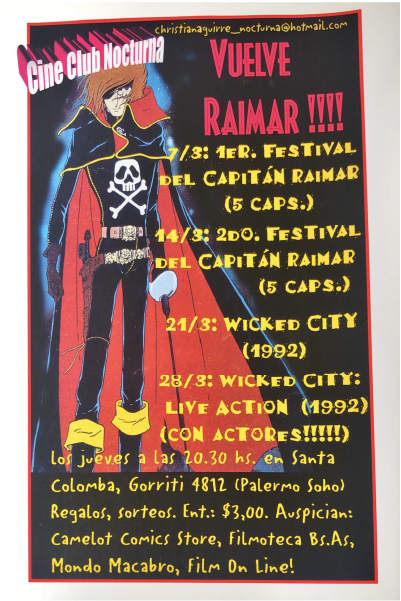 christianaguirre_nocturna@hotmail.com
Cine Club Nocturna
VUELVE
RAIMAR !!!!
7/3: 1ER. FESTIVAL
DEL CAPITÁN RAIMAR
(5 CAPS.)
14/3: 2DO. FESTIVAL
DEL CAPITÁN RAIMAR
(5 CAPS.)
21/3: WICKED CITY
(1992)
28/3: WICKED CITY:
LIVE ACTION (1992)
(CON ACTORES!!!!!)
los jueves a las 20.30 hs. en Santa
Colomba, Gorriti 4812 (Palermo Soho)
Regalos, sorteos. Ent.: $3,00. Auspician:
Camelot Comics Store, Filmoteca Bs.As,
Mondo Macabro, Film On Line!